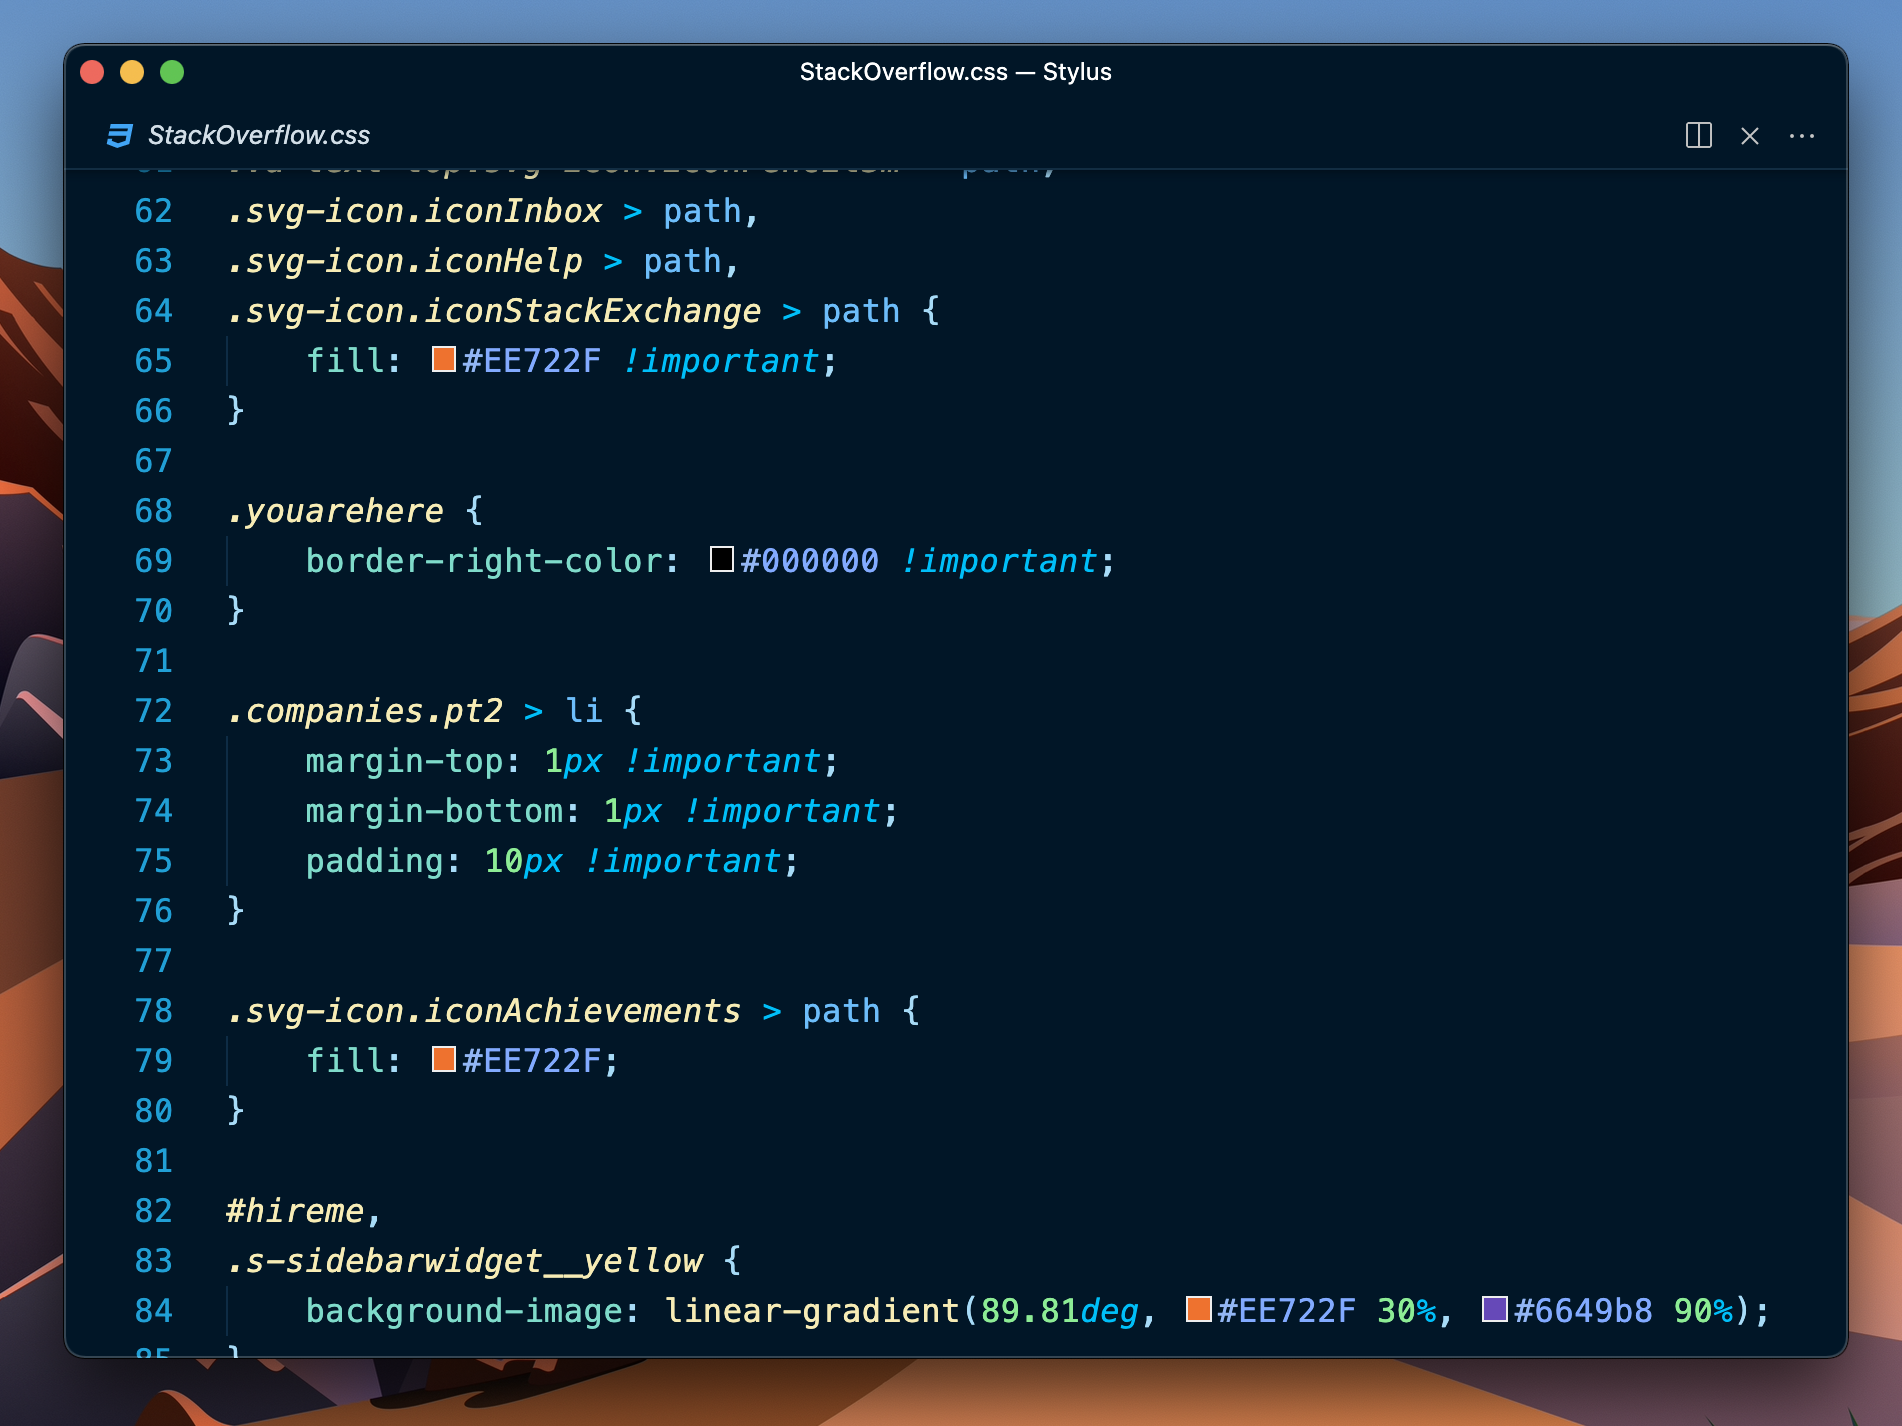 StackOverflow.css — Stylus
StackOverflow.css
62 .svg-icon.iconInbox > path,
63 .svg-icon.iconHelp > path,
64 .svg-icon.iconStackExchange > path {
65 fill: #EE722F !important;
66 }
67
68 .youarehere {
69 border-right-color: #000000 !important;
70 }
71
72 .companies.pt2 > li {
73 margin-top: 1px !important;
74 margin-bottom: 1px !important;
75 padding: 10px !important;
76 }
77
78 .svg-icon.iconAchievements > path {
79 fill: #EE722F;
80 }
81
82 #hireme,
83 .s-sidebarwidget__yellow {
84 background-image: linear-gradient(89.81deg, #EE722F 30%, #6649b8 90%);
85 }